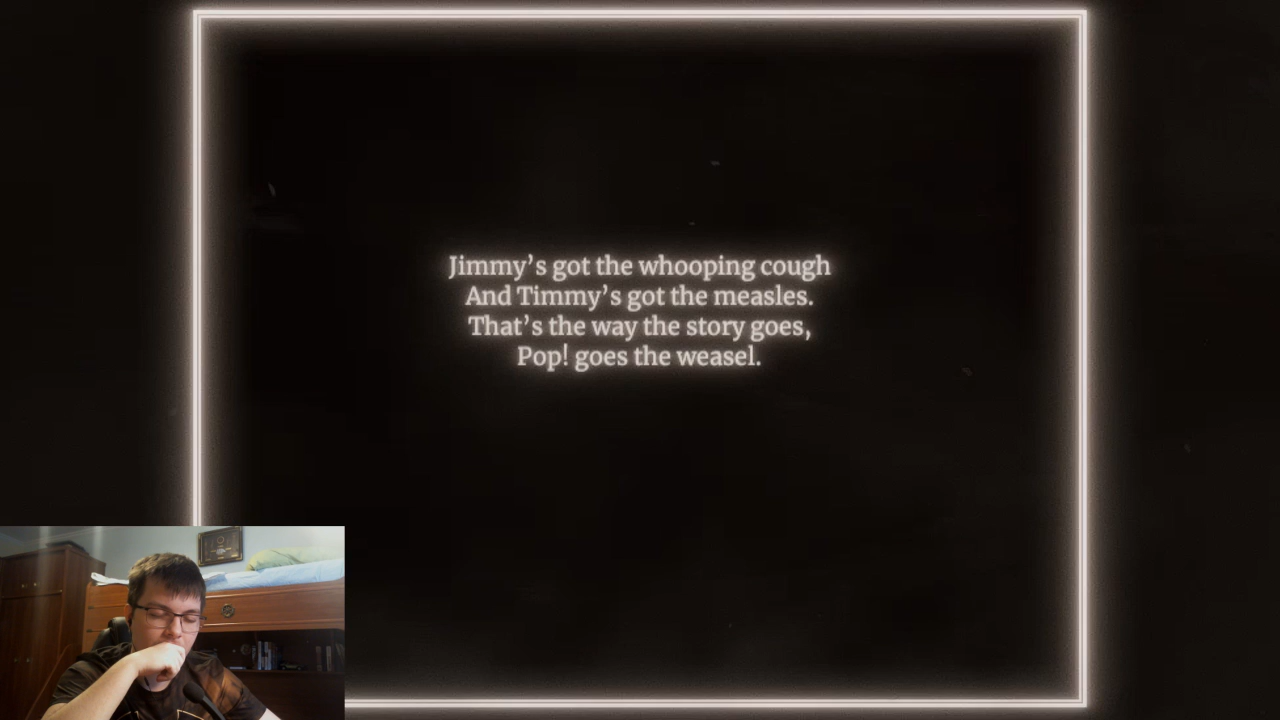 Jimmy’s got the whooping cough
And Timmy’s got the measles.
That’s the way the story goes,
Pop! goes the weasel.